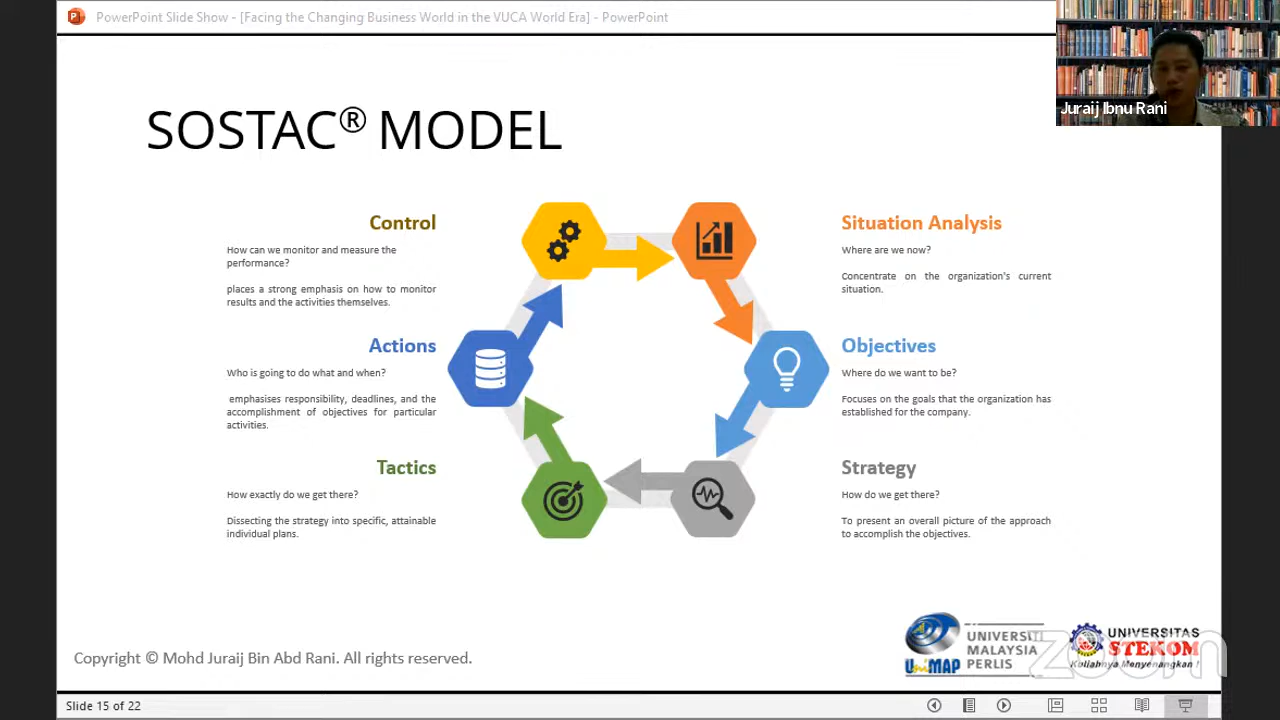 PowerPoint Slide Show - [Facing the Changing Business World in the VUCA World Era] - PowerPoint
Juraij Ibnu Rani
SOSTAC® MODEL
Control
How can we monitor and measure the
performance?
places a strong emphasis on how to monitor
results and the activities themselves.
Situation Analysis
Where are we now?
Concentrate on the organization's current
situation.
Actions
Who is going to do what and when?
emphasises responsibility, deadlines, and the
accomplishment of objectives for particular
activities.
Objectives
Where do we want to be?
Focuses on the goals that the organization has
established for the company.
Tactics
How exactly do we get there?
Dissecting the strategy into specific, attainable
individual plans.
Strategy
How do we get there?
To present an overall picture of the approach
to accomplish the objectives.
UniMAP
UNIVERSITI
MALAYSIA
PERLIS
UNIVERSITAS
STEKOM
Kuliahnya Menyenangkan !
zoom
Copyright © Mohd Juraij Bin Abd Rani. All rights reserved.
Slide 15 of 22